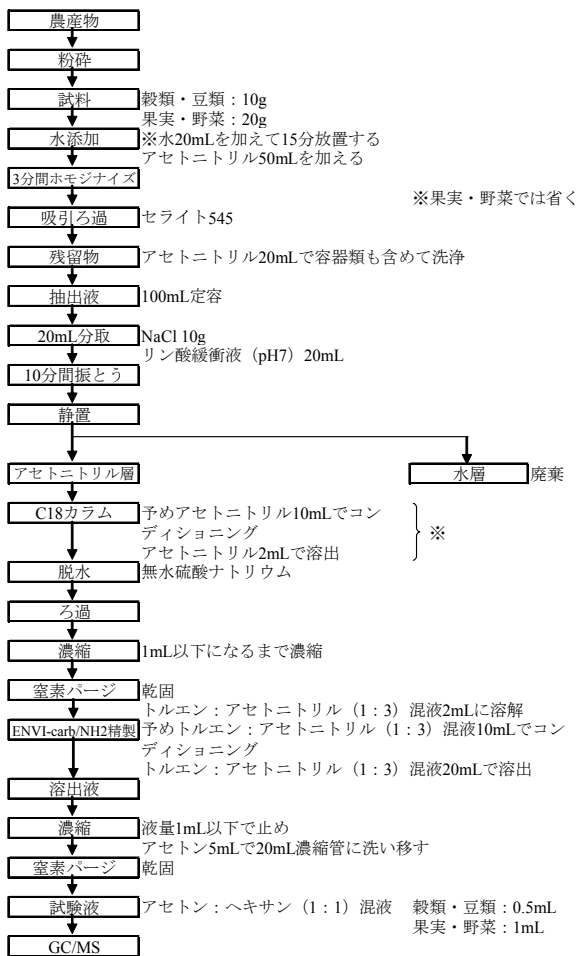 農産物
粉砕
試料 穀類・豆類：10g
果実・野菜：20g
水添加 ※水20mLを加えて15分放置する
アセトニトリル50mLを加える
3分間ホモジナイズ
※果実・野菜では省く
吸引ろ過 セライト545
残留物 アセトニトリル20mLで容器類も含めて洗浄
抽出液 100mL定容
20mL分取 NaCl 10g
リン酸緩衝液（pH7）20mL
10分間振とう
静置
アセトニトリル層 水層 廃棄
C18カラム 予めアセトニトリル10mLでコン
ディショニング ※
アセトニトリル2mLで溶出
脱水 無水硫酸ナトリウム
ろ過
濃縮 1mL以下になるまで濃縮
窒素パージ 乾固
トルエン：アセトニトリル（1：3）混液2mLに溶解
ENVI-carb/NH2精製 予めトルエン：アセトニトリル（1：3）混液10mLでコン
ディショニング
トルエン：アセトニトリル（1：3）混液20mLで溶出
溶出液
濃縮 液量1mL以下で止め
アセトン5mLで20mL濃縮管に洗い移す
窒素パージ 乾固
試験液 アセトン：ヘキサン（1：1）混液 穀類・豆類：0.5mL
果実・野菜：1mL
GC/MS